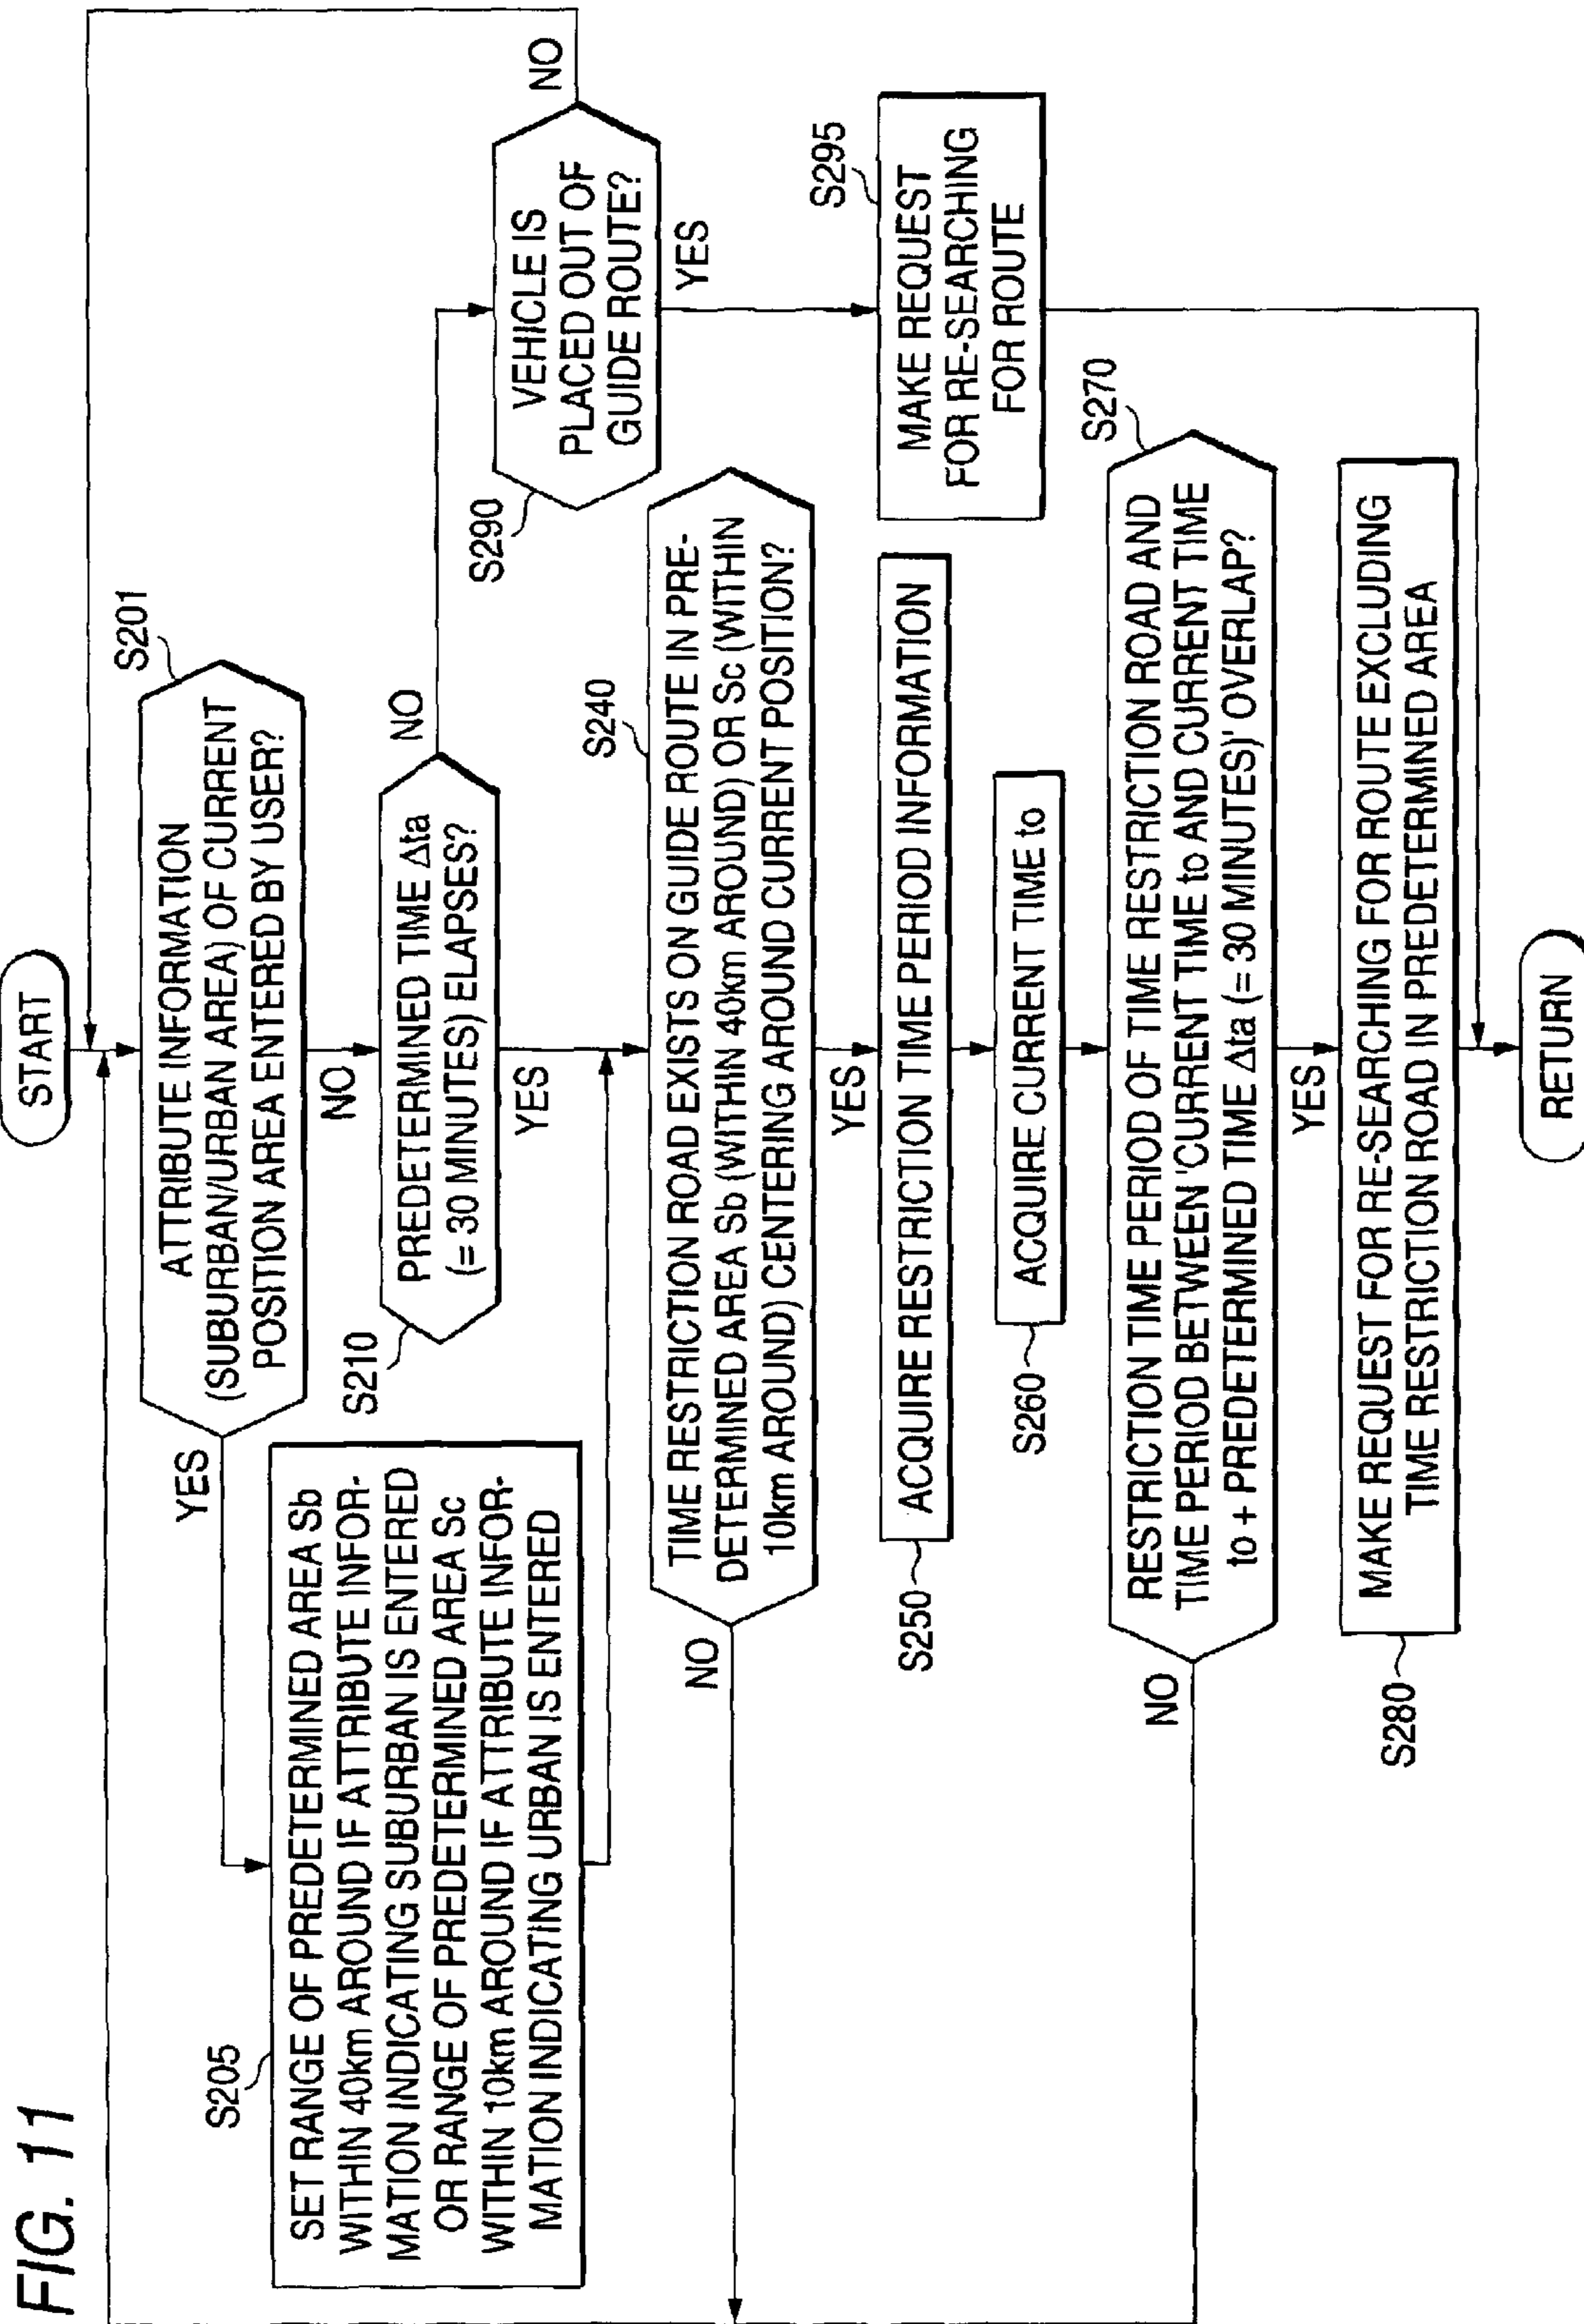 FIG. 11
START
S201
ATTRIBUTE INFORMATION
(SUBURBAN/URBAN AREA) OF CURRENT
POSITION AREA ENTERED BY USER?
YES
NO
S205
SET RANGE OF PREDETERMINED AREA Sb
WITHIN 40km AROUND IF ATTRIBUTE INFOR-
MATION INDICATING SUBURBAN IS ENTERED
OR RANGE OF PREDETERMINED AREA Sc
WITHIN 10km AROUND IF ATTRIBUTE INFOR-
MATION INDICATING URBAN IS ENTERED
S210
PREDETERMINED TIME Δta
(= 30 MINUTES) ELAPSES?
NO
YES
S290
VEHICLE IS
PLACED OUT OF
GUIDE ROUTE?
NO
YES
S240
TIME RESTRICTION ROAD EXISTS ON GUIDE ROUTE IN PRE-
DETERMINED AREA Sb (WITHIN 40km AROUND) OR Sc (WITHIN
10km AROUND) CENTERING AROUND CURRENT POSITION?
NO
YES
S295
MAKE REQUEST
FOR RE-SEARCHING
FOR ROUTE
S250
ACQUIRE RESTRICTION TIME PERIOD INFORMATION
S260
ACQUIRE CURRENT TIME to
S270
RESTRICTION TIME PERIOD OF TIME RESTRICTION ROAD AND
TIME PERIOD BETWEEN 'CURRENT TIME to AND CURRENT TIME
to + PREDETERMINED TIME Δta (= 30 MINUTES)' OVERLAP?
NO
YES
S280
MAKE REQUEST FOR RE-SEARCHING FOR ROUTE EXCLUDING
TIME RESTRICTION ROAD IN PREDETERMINED AREA
RETURN